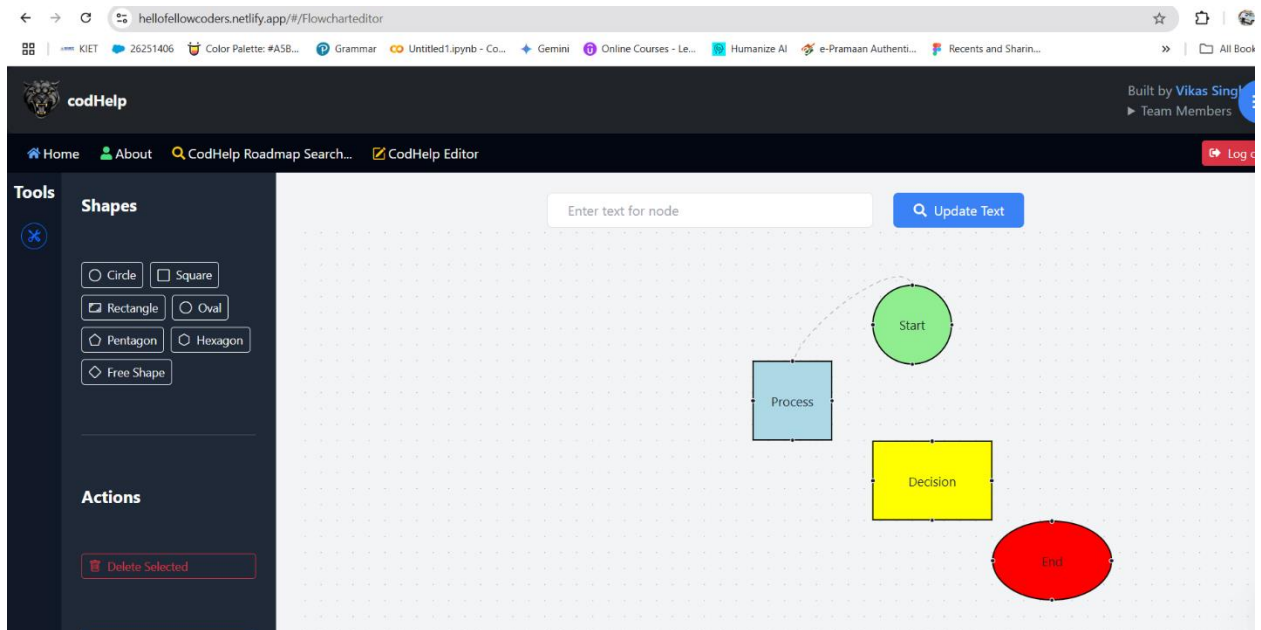 hellofellowcoders.netlify.app/#/Flowcharteditor
KIET 26251406 Color Palette: #A5B... Grammar Untitled1.ipynb - Co... Gemini Online Courses - Le... Humanize AI e-Pramaan Authenti... Recents and Sharin... » All Book
codHelp
Built by Vikas Singh
▶ Team Members
Home About CodHelp Roadmap Search... CodHelp Editor Log o
Tools
Shapes
Circle Square
Rectangle Oval
Pentagon Hexagon
Free Shape
Actions
Delete Selected
Enter text for node Update Text
Start
Process
Decision
End